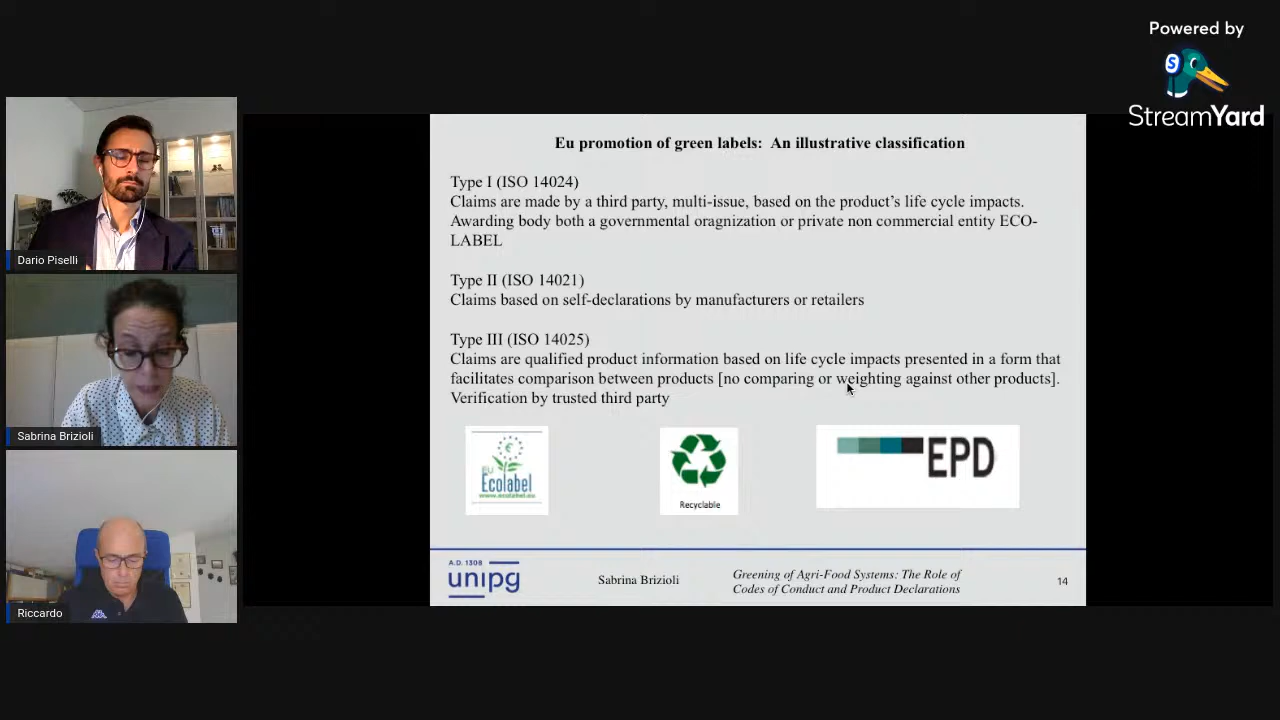 Powered by
S
StreamYard
Dario Piselli
Sabrina Brizioli
Riccardo
Eu promotion of green labels: An illustrative classification
Type I (ISO 14024)
Claims are made by a third party, multi-issue, based on the product’s life cycle impacts.
Awarding body both a governmental oragnization or private non commercial entity ECO-
LABEL
Type II (ISO 14021)
Claims based on self-declarations by manufacturers or retailers
Type III (ISO 14025)
Claims are qualified product information based on life cycle impacts presented in a form that
facilitates comparison between products [no comparing or weighting against other products].
Verification by trusted third party
€
EU
Ecolabel
www.ecolabel.eu
Recyclable
EPD
A.D. 1308
unipg
Sabrina Brizioli
Greening of Agri-Food Systems: The Role of
Codes of Conduct and Product Declarations
14